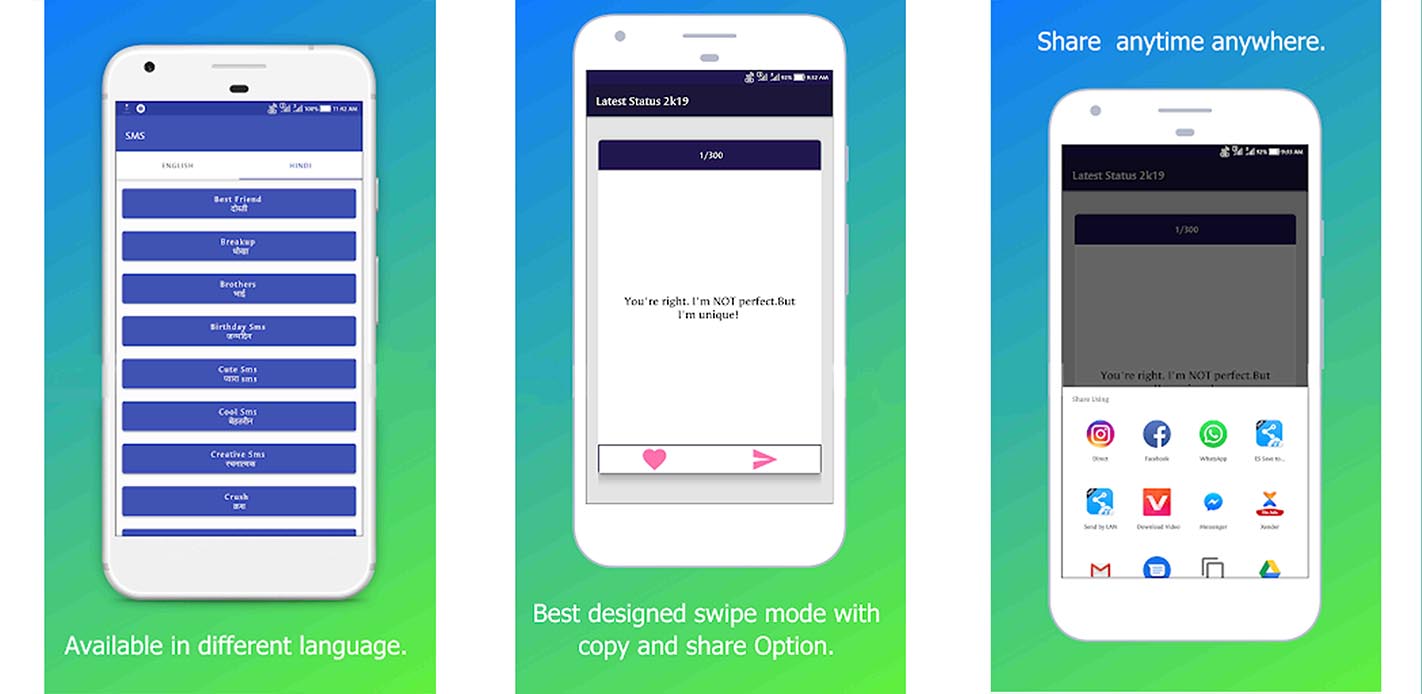 100% 11:42 AM
SMS
ENGLISH
HINDI
Best Friend
दोस्ती
Breakup
धोखा
Brothers
भाई
Birthday Sms
जन्मदिन
Cute Sms
प्यारा sms
Cool Sms
बेहतरीन
Creative Sms
रचनात्मक
Crush
क्रश
Available in different language.
92% 9:32 AM
Latest Status 2k19
1/300
You're right. I'm NOT perfect.But
I'm unique!
Best designed swipe mode with
copy and share Option.
Share anytime anywhere.
92% 9:33 AM
Latest Status 2k19
1/300
You're right. I'm NOT perfect.But
Share Using
Direct
Facebook
WhatsApp
ES Save to...
Send by LAN
Download Video
Messenger
Xender